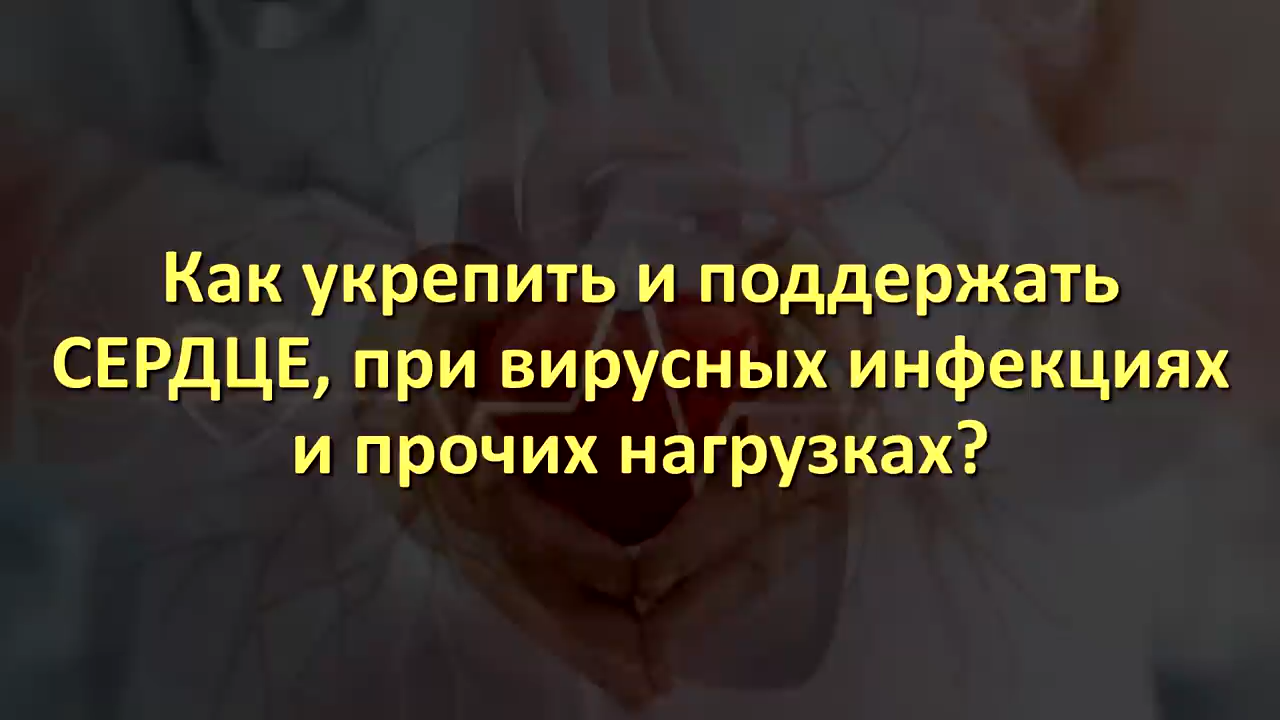 Как укрепить и поддержать
СЕРДЦЕ, при вирусных инфекциях
и прочих нагрузках?